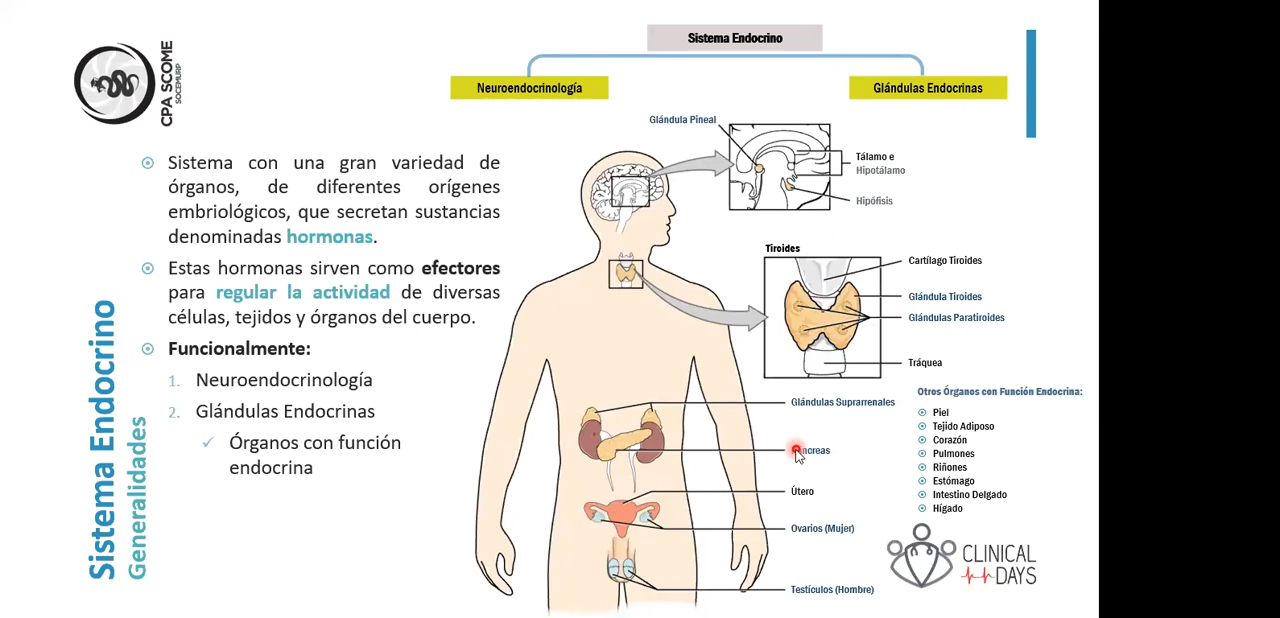 CPA SCOME
SOCEMURP
Sistema Endocrino
Generalidades
Sistema con una gran variedad de
órganos, de diferentes orígenes
embriológicos, que secretan sustancias
denominadas hormonas.
Estas hormonas sirven como efectores
para regular la actividad de diversas
células, tejidos y órganos del cuerpo.
Funcionalmente:
1. Neuroendocrinología
2. Glándulas Endocrinas
✓ Órganos con función
endocrina
Sistema Endocrino
Neuroendocrinología
Glándulas Endocrinas
Glándula Pineal
Tálamo e
Hipotálamo
Hipófisis
Tiroides
Cartílago Tiroides
Glándula Tiroides
Glándulas Paratiroides
Tráquea
Glándulas Suprarrenales
Útero
Ovarios (Mujer)
Testículos (Hombre)
Otros Órganos con Función Endocrina:
Piel
Tejido Adiposo
Corazón
Pulmones
Riñones
Estómago
Intestino Delgado
Hígado
CLINICAL
DAYS